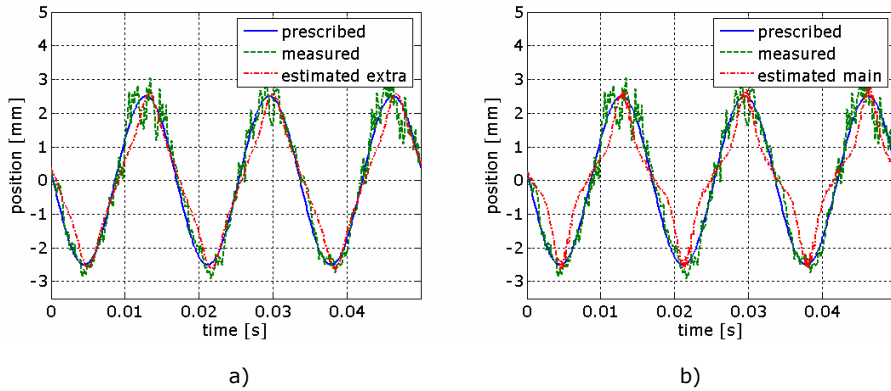 5
4
3
2
1
0
-1
-2
-3
position [mm]
prescribed
measured
estimated extra
0
0.01
0.02
0.03
0.04
time [s]
a)
5
4
3
2
1
0
-1
-2
-3
position [mm]
prescribed
measured
estimated main
0
0.01
0.02
0.03
0.04
time [s]
b)